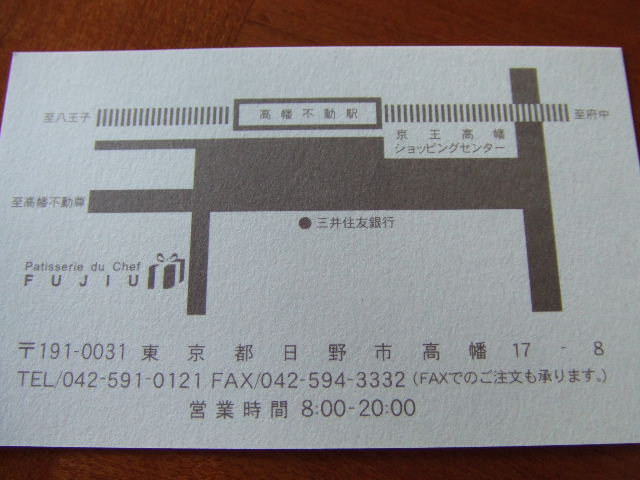 至八王子
高幡不動駅
至府中
京王高幡
ショッピングセンター
至高幡不動尊
三井住友銀行
Patisserie du Chef
FUJIU
〒191-0031 東京都日野市高幡17-8
TEL/042-591-0121 FAX/042-594-3332 (FAXでのご注文も承ります。)
営業時間 8:00-20:00